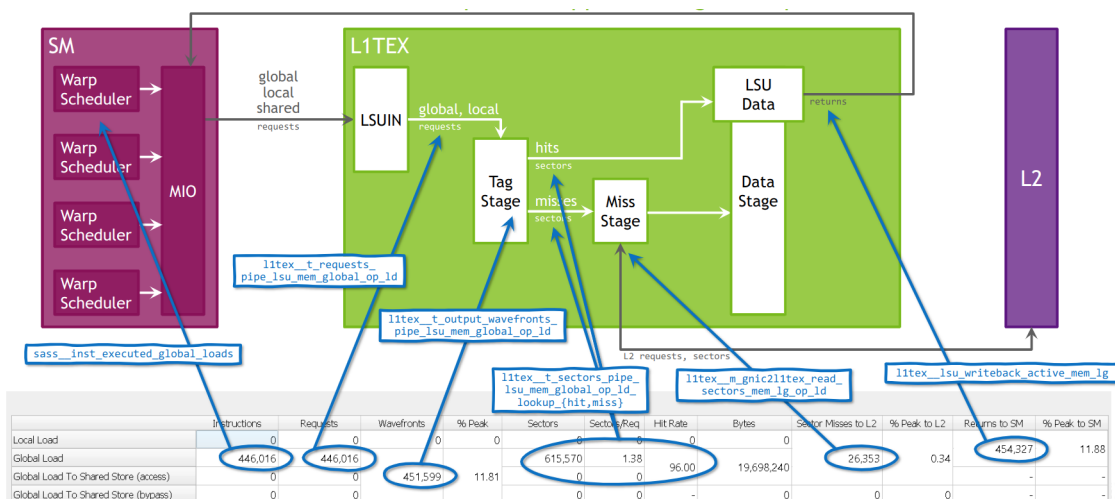 SM
Warp
Scheduler
Warp
Scheduler
Warp
Scheduler
Warp
Scheduler
MIO
global
local
shared
requests
L1TEX
LSUIN
global, local
requests
Tag
Stage
hits
sectors
misses
sectors
Miss
Stage
LSU
Data
returns
Data
Stage
L2
L2 requests, sectors
l1tex__t_requests_
pipe_lsu_mem_global_op_ld
l1tex__t_output_wavefronts_
pipe_lsu_mem_global_op_ld
sass__inst_executed_global_loads
l1tex__t_sectors_pipe_
lsu_mem_global_op_ld_
lookup_{hit,miss}
l1tex__m_gnic2l1tex_read_
sectors_mem_lg_op_ld
l1tex__lsu_writeback_active_mem_lg
Instructions Requests Wavefronts % Peak Sectors Sectors/Req Hit Rate Bytes Sector Misses to L2 % Peak to L2 Returns to SM % Peak to SM
Local Load 0 0 0 0 0 0 0 0 0 0
Global Load 446,016 446,016 451,599 11.81 615,570 1.38 96.00 19,698,240 26,353 0.34 454,327 11.88
Global Load To Shared Store (access) 0 0 0 0 - -
Global Load To Shared Store (bypass) 0 0 0 0 0 - 0 0 0 - -